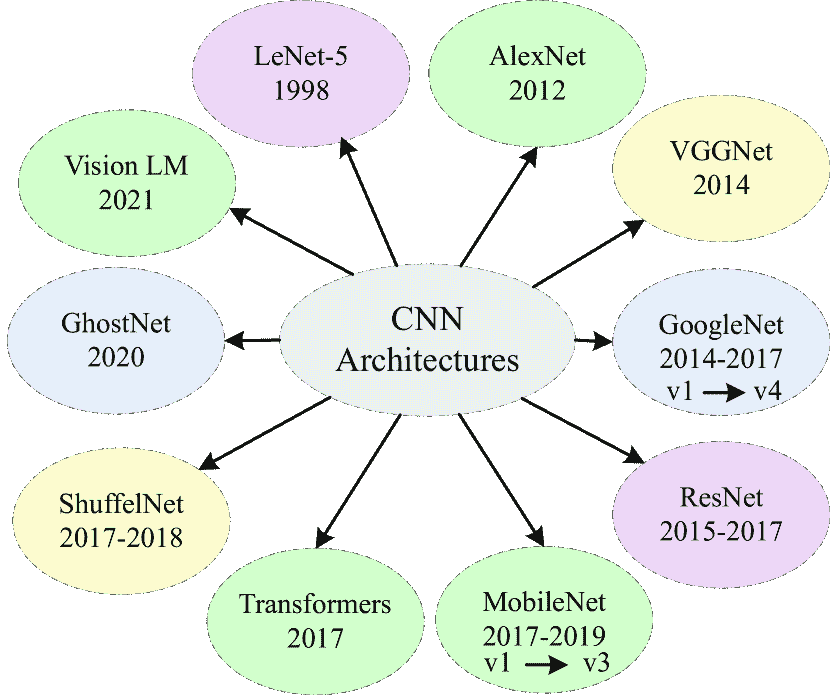 LeNet-5
1998
AlexNet
2012
Vision LM
2021
VGGNet
2014
CNN
Architectures
GhostNet
2020
GoogleNet
2014-2017
v1 → v4
ShuffelNet
2017-2018
ResNet
2015-2017
Transformers
2017
MobileNet
2017-2019
v1 → v3